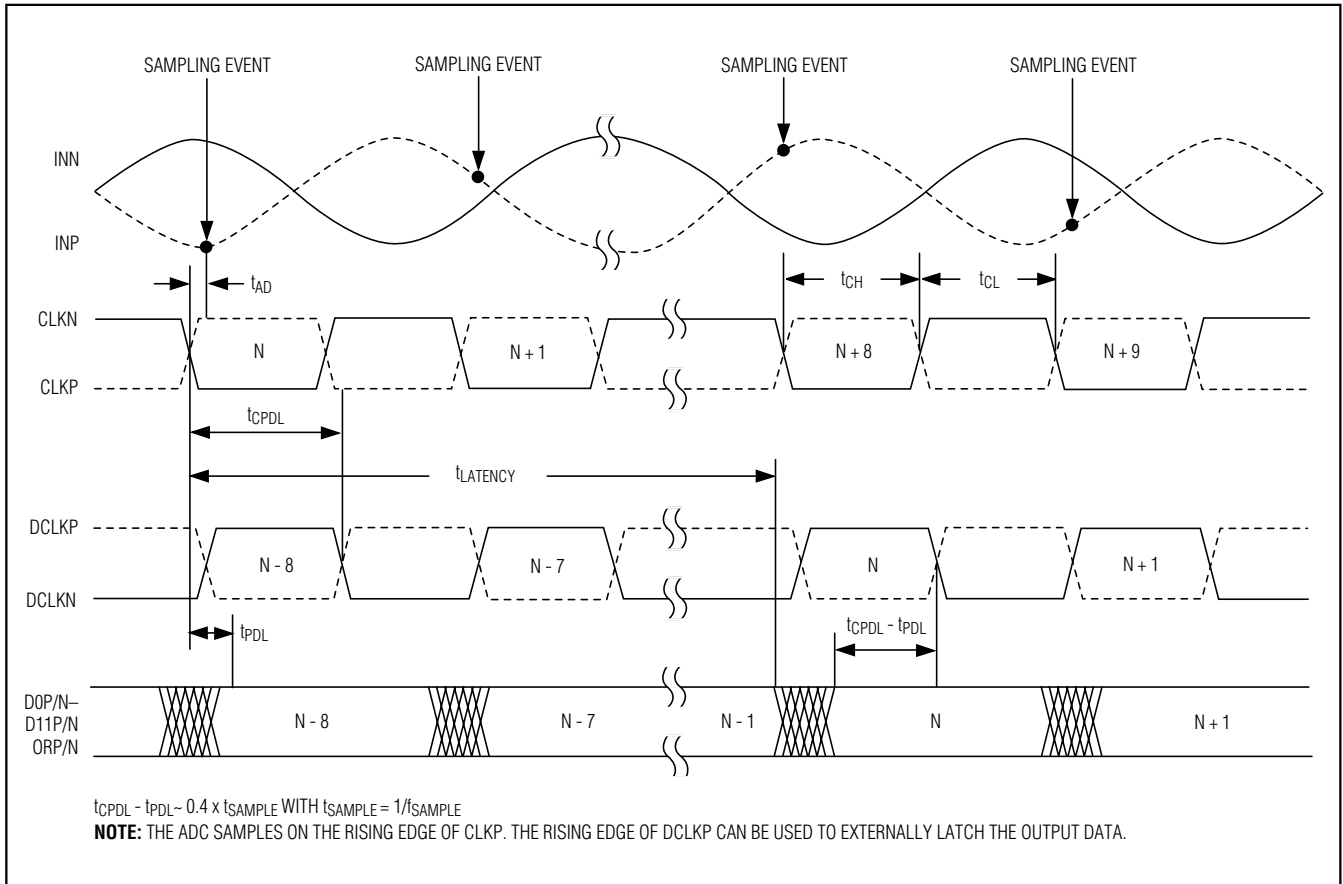 SAMPLING EVENT SAMPLING EVENT SAMPLING EVENT SAMPLING EVENT
INN
INP
tAD
tCH
tCL
CLKN
N
N + 1
N + 8
N + 9
CLKP
tCPDL
tLATENCY
DCLKP
N - 8
N - 7
N
N + 1
DCLKN
tPDL
tCPDL - tPDL
D0P/N–
D11P/N
ORP/N
N - 8
N - 7
N - 1
N
N + 1
tCPDL - tPDL~ 0.4 x tSAMPLE WITH tSAMPLE = 1/fSAMPLE
NOTE: THE ADC SAMPLES ON THE RISING EDGE OF CLKP. THE RISING EDGE OF DCLKP CAN BE USED TO EXTERNALLY LATCH THE OUTPUT DATA.